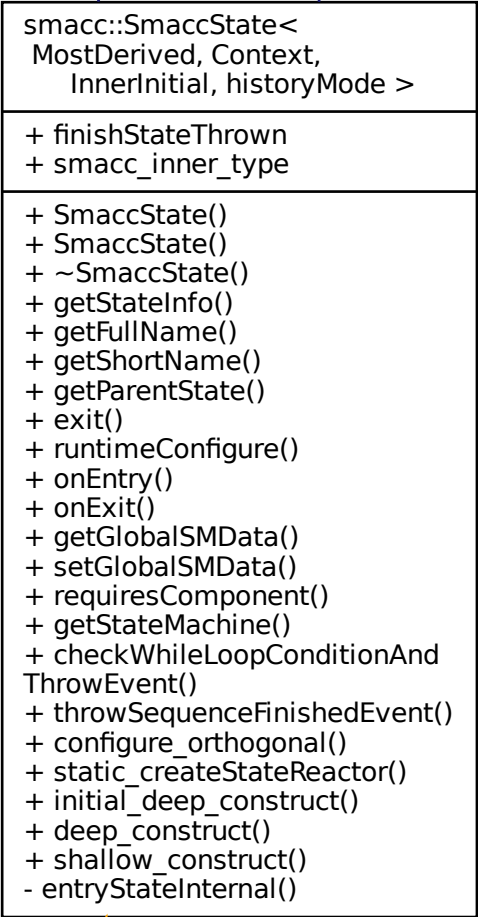 smacc::SmaccState<
MostDerived, Context,
InnerInitial, historyMode >
+ finishStateThrown
+ smacc_inner_type
+ SmaccState()
+ SmaccState()
+ ~SmaccState()
+ getStateInfo()
+ getFullName()
+ getShortName()
+ getParentState()
+ exit()
+ runtimeConfigure()
+ onEntry()
+ onExit()
+ getGlobalSMData()
+ setGlobalSMData()
+ requiresComponent()
+ getStateMachine()
+ checkWhileLoopConditionAnd
ThrowEvent()
+ throwSequenceFinishedEvent()
+ configure_orthogonal()
+ static_createStateReactor()
+ initial_deep_construct()
+ deep_construct()
+ shallow_construct()
- entryStateInternal()